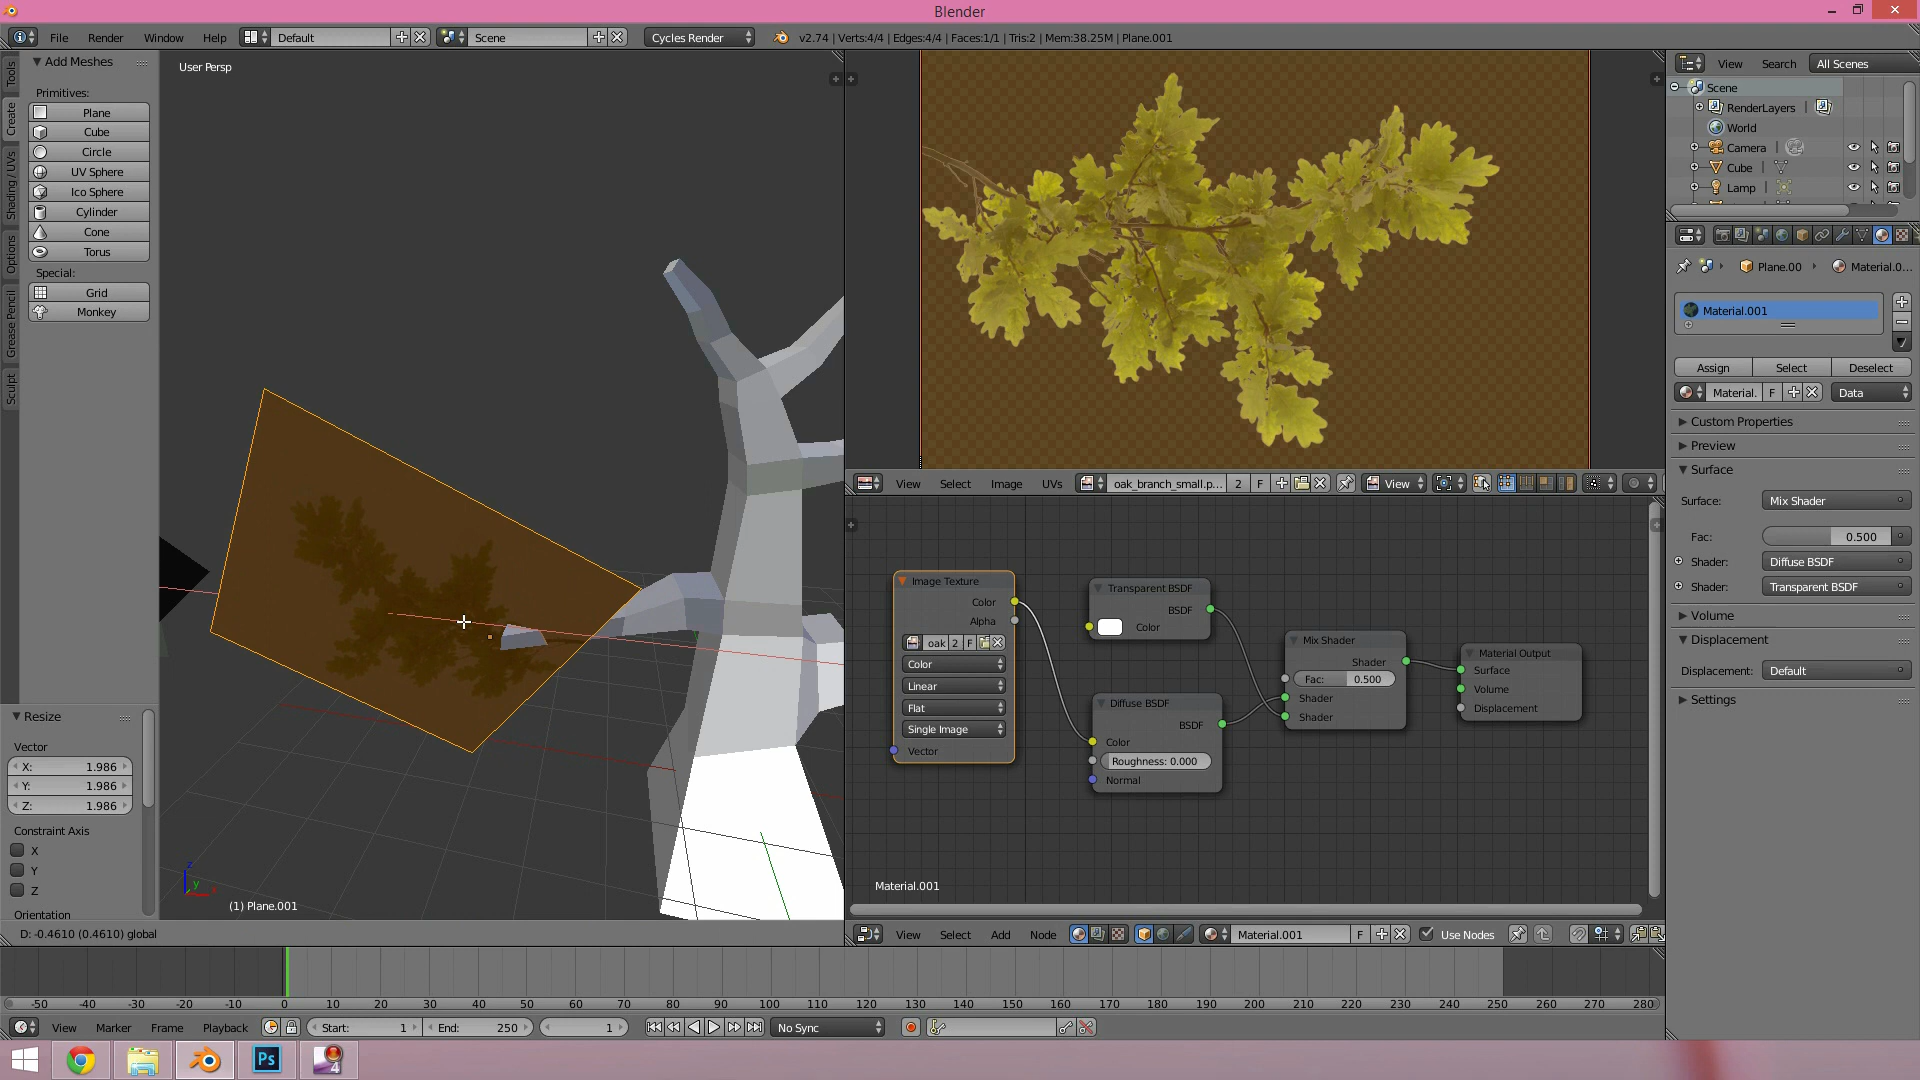 Blender
File Render Window Help Default Scene Cycles Render v2.74 | Verts:4/4 | Edges:4/4 | Faces:1/1 | Tris:2 | Mem:38.25M | Plane.001
Tools
Create
Shading / UVs
Options
Grease Pencil
Sculpt
Add Meshes
Primitives:
Plane
Cube
Circle
UV Sphere
Ico Sphere
Cylinder
Cone
Torus
Special:
Grid
Monkey
Resize
Vector
X: 1.986
Y: 1.986
Z: 1.986
Constraint Axis
X
Y
Z
Orientation
User Persp
z
y
x
(1) Plane.001
D: -0.4610 (0.4610) global
View Select Image UVs oak_branch_small.p... 2 F View
Image Texture
Color
Alpha
oak 2 F
Color
Linear
Flat
Single Image
Vector
Transparent BSDF
BSDF
Color
Diffuse BSDF
BSDF
Color
Roughness: 0.000
Normal
Mix Shader
Shader
Fac: 0.500
Shader
Shader
Material Output
Surface
Volume
Displacement
Material.001
View Select Add Node Material.001 F Use Nodes
View Search All Scenes
Scene
RenderLayers |
World
Camera
Cube
Lamp
Plane.00 Material.0...
Material.001
Assign Select Deselect
Material. F Data
Custom Properties
Preview
Surface
Surface: Mix Shader
Fac: 0.500
Shader: Diffuse BSDF
Shader: Transparent BSDF
Volume
Displacement
Displacement: Default
Settings
-50 -40 -30 -20 -10 0 10 20 30 40 50 60 70 80 90 100 110 120 130 140 150 160 170 180 190 200 210 220 230 240 250 260 270 280
View Marker Frame Playback Start: 1 End: 250 1 No Sync
Ps
4